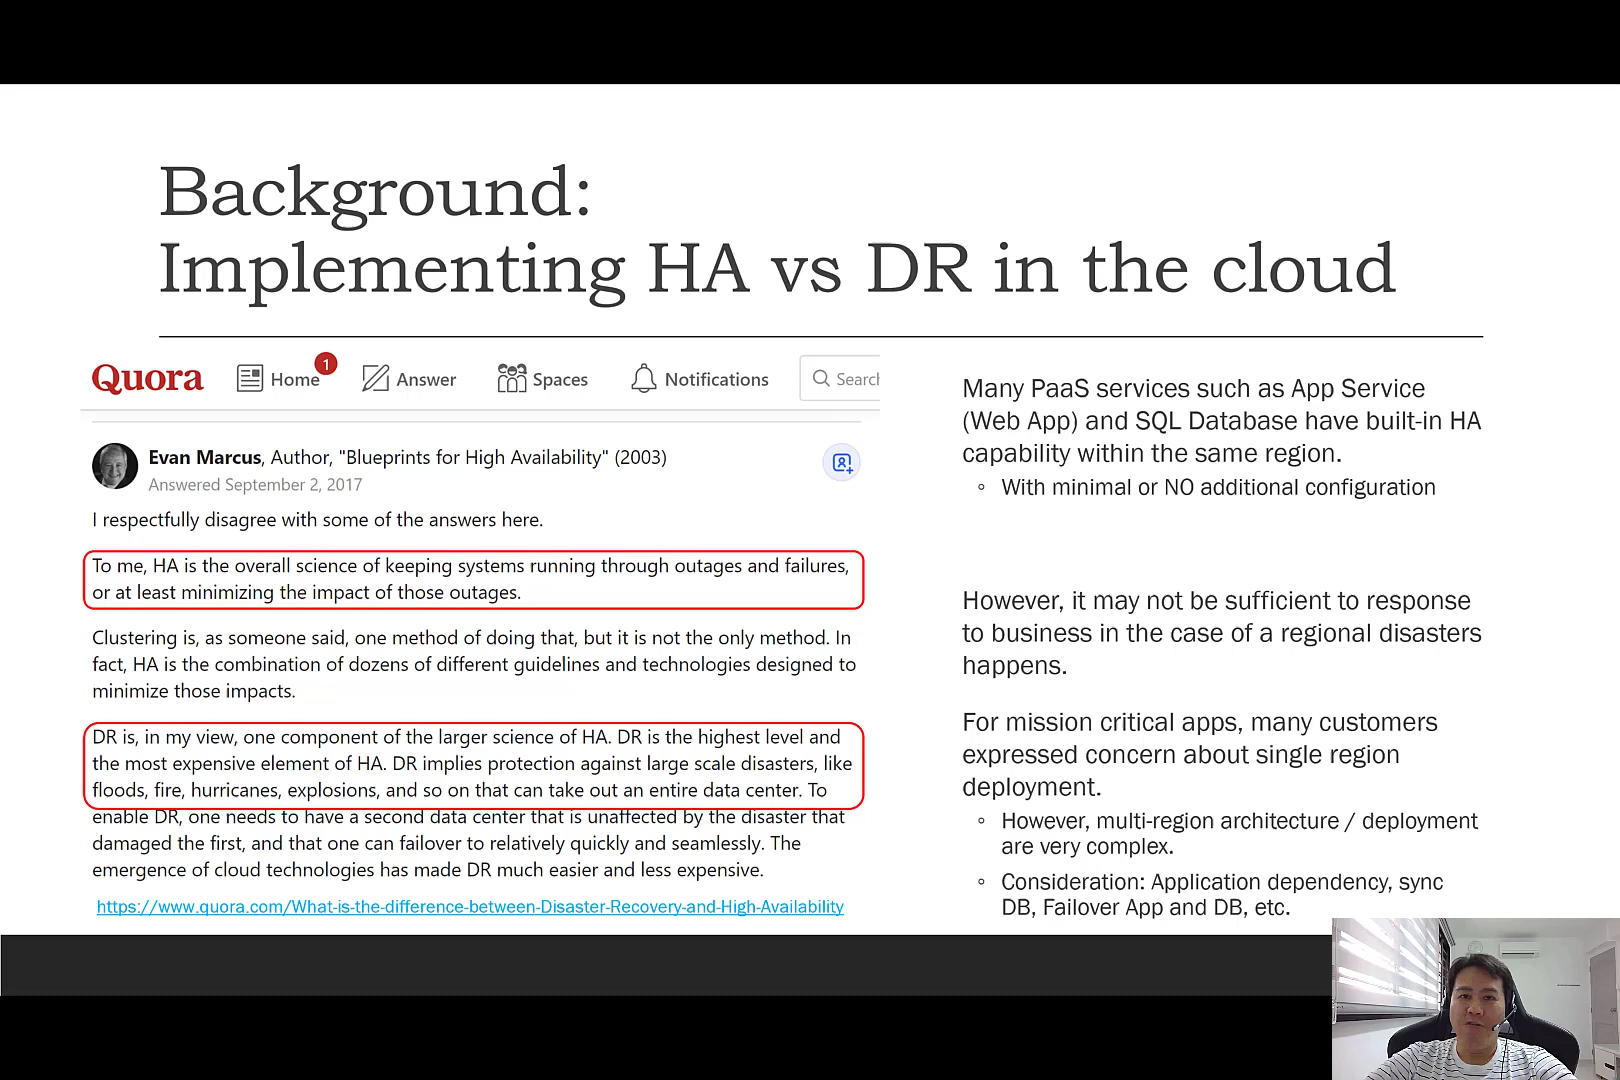 Background:
Implementing HA vs DR in the cloud
Quora
Home
1
Answer
Spaces
Notifications
Search
Evan Marcus, Author, "Blueprints for High Availability" (2003)
Answered September 2, 2017
I respectfully disagree with some of the answers here.
To me, HA is the overall science of keeping systems running through outages and failures,
or at least minimizing the impact of those outages.
Clustering is, as someone said, one method of doing that, but it is not the only method. In
fact, HA is the combination of dozens of different guidelines and technologies designed to
minimize those impacts.
DR is, in my view, one component of the larger science of HA. DR is the highest level and
the most expensive element of HA. DR implies protection against large scale disasters, like
floods, fire, hurricanes, explosions, and so on that can take out an entire data center. To
enable DR, one needs to have a second data center that is unaffected by the disaster that
damaged the first, and that one can failover to relatively quickly and seamlessly. The
emergence of cloud technologies has made DR much easier and less expensive.
https://www.quora.com/What-is-the-difference-between-Disaster-Recovery-and-High-Availability
Many PaaS services such as App Service
(Web App) and SQL Database have built-in HA
capability within the same region.
◦ With minimal or NO additional configuration
However, it may not be sufficient to response
to business in the case of a regional disasters
happens.
For mission critical apps, many customers
expressed concern about single region
deployment.
◦ However, multi-region architecture / deployment
are very complex.
◦ Consideration: Application dependency, sync
DB, Failover App and DB, etc.